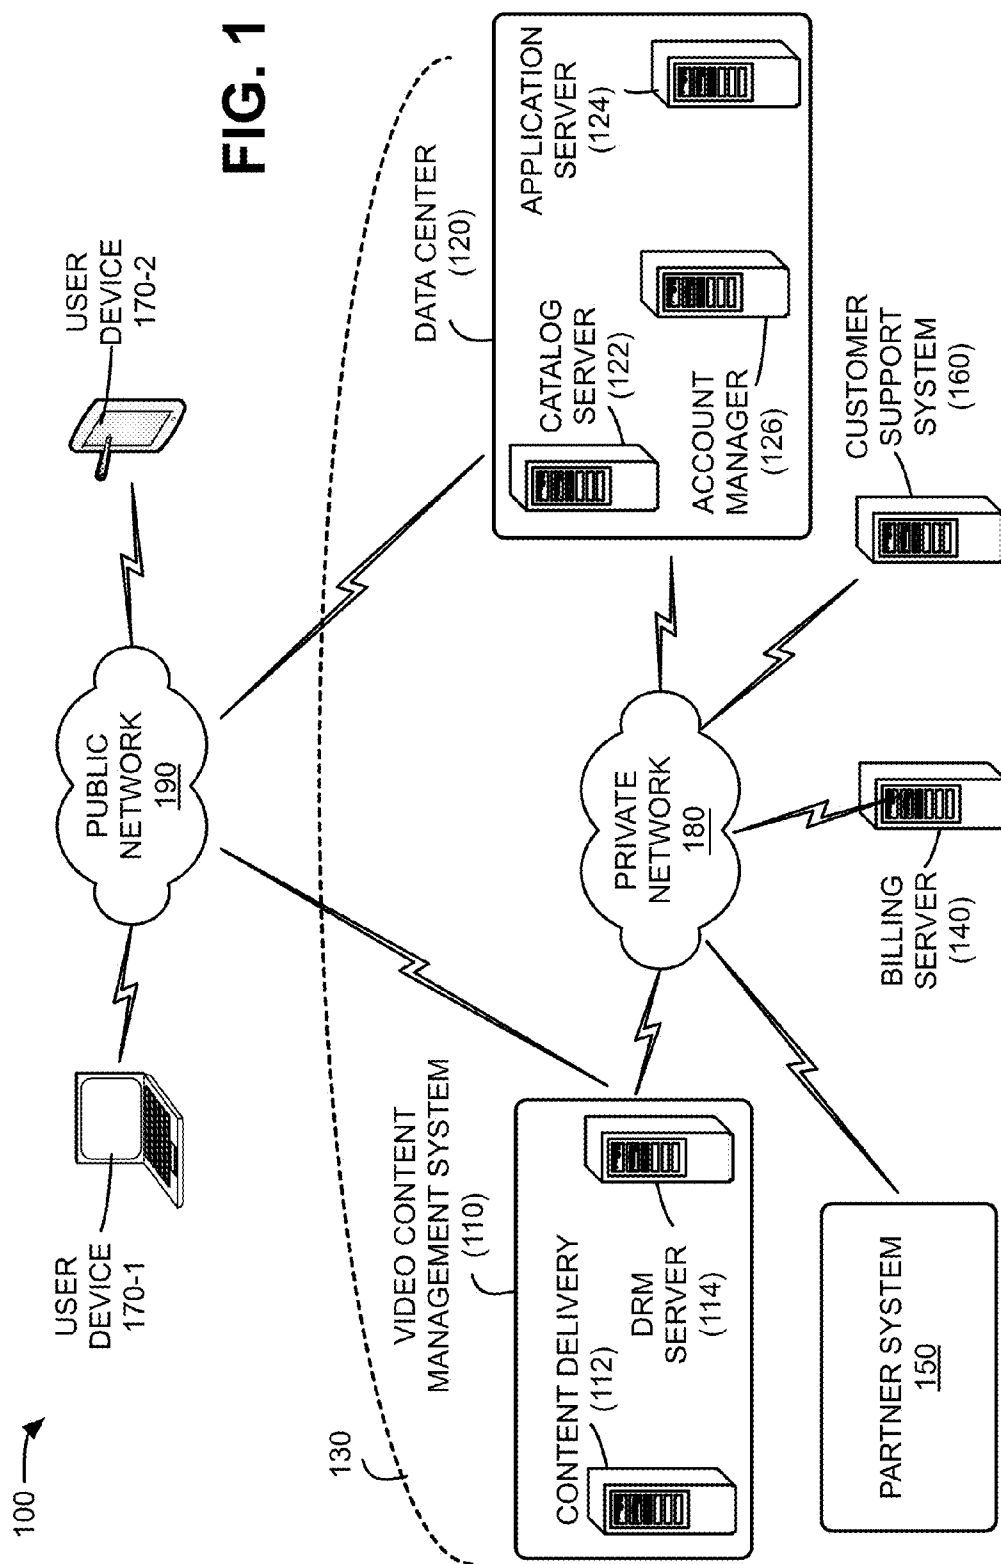 100
FIG. 1
USER
DEVICE
170-1
PUBLIC
NETWORK
190
USER
DEVICE
170-2
130
VIDEO CONTENT
MANAGEMENT SYSTEM
(110)
CONTENT DELIVERY
(112)
DRM
SERVER
(114)
DATA CENTER
(120)
CATALOG
SERVER
(122)
APPLICATION
SERVER
(124)
ACCOUNT
MANAGER
(126)
PRIVATE
NETWORK
180
PARTNER SYSTEM
150
BILLING
SERVER
(140)
CUSTOMER
SUPPORT
SYSTEM
(160)